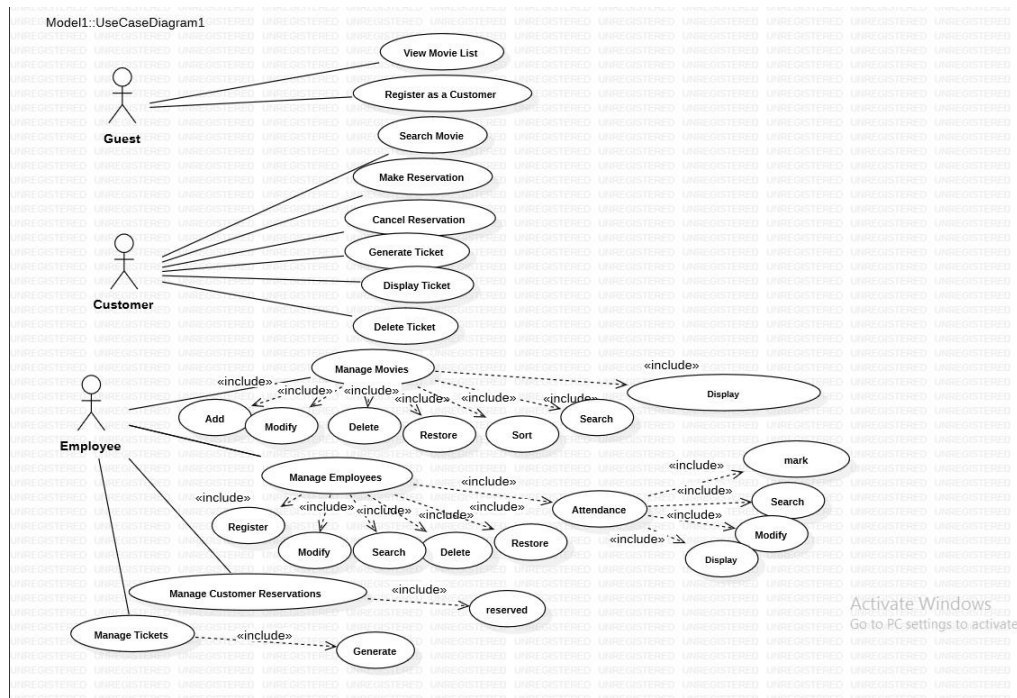 Model1::UseCaseDiagram1
View Movie List
Register as a Customer
Guest
Search Movie
Make Reservation
Cancel Reservation
Generate Ticket
Display Ticket
Customer
Delete Ticket
Manage Movies
«include»
«include»
«include»
«include»
«include»
«include»
«include»
Display
Add
Modify
Delete
Restore
Sort
Search
Employee
Manage Employees
«include»
«include»
«include»
«include»
«include»
«include»
Register
Modify
Search
Delete
Restore
Attendance
«include»
«include»
«include»
«include»
mark
Search
Modify
Display
Manage Customer Reservations
«include»
reserved
Manage Tickets
«include»
Generate
Activate Windows
Go to PC settings to activate